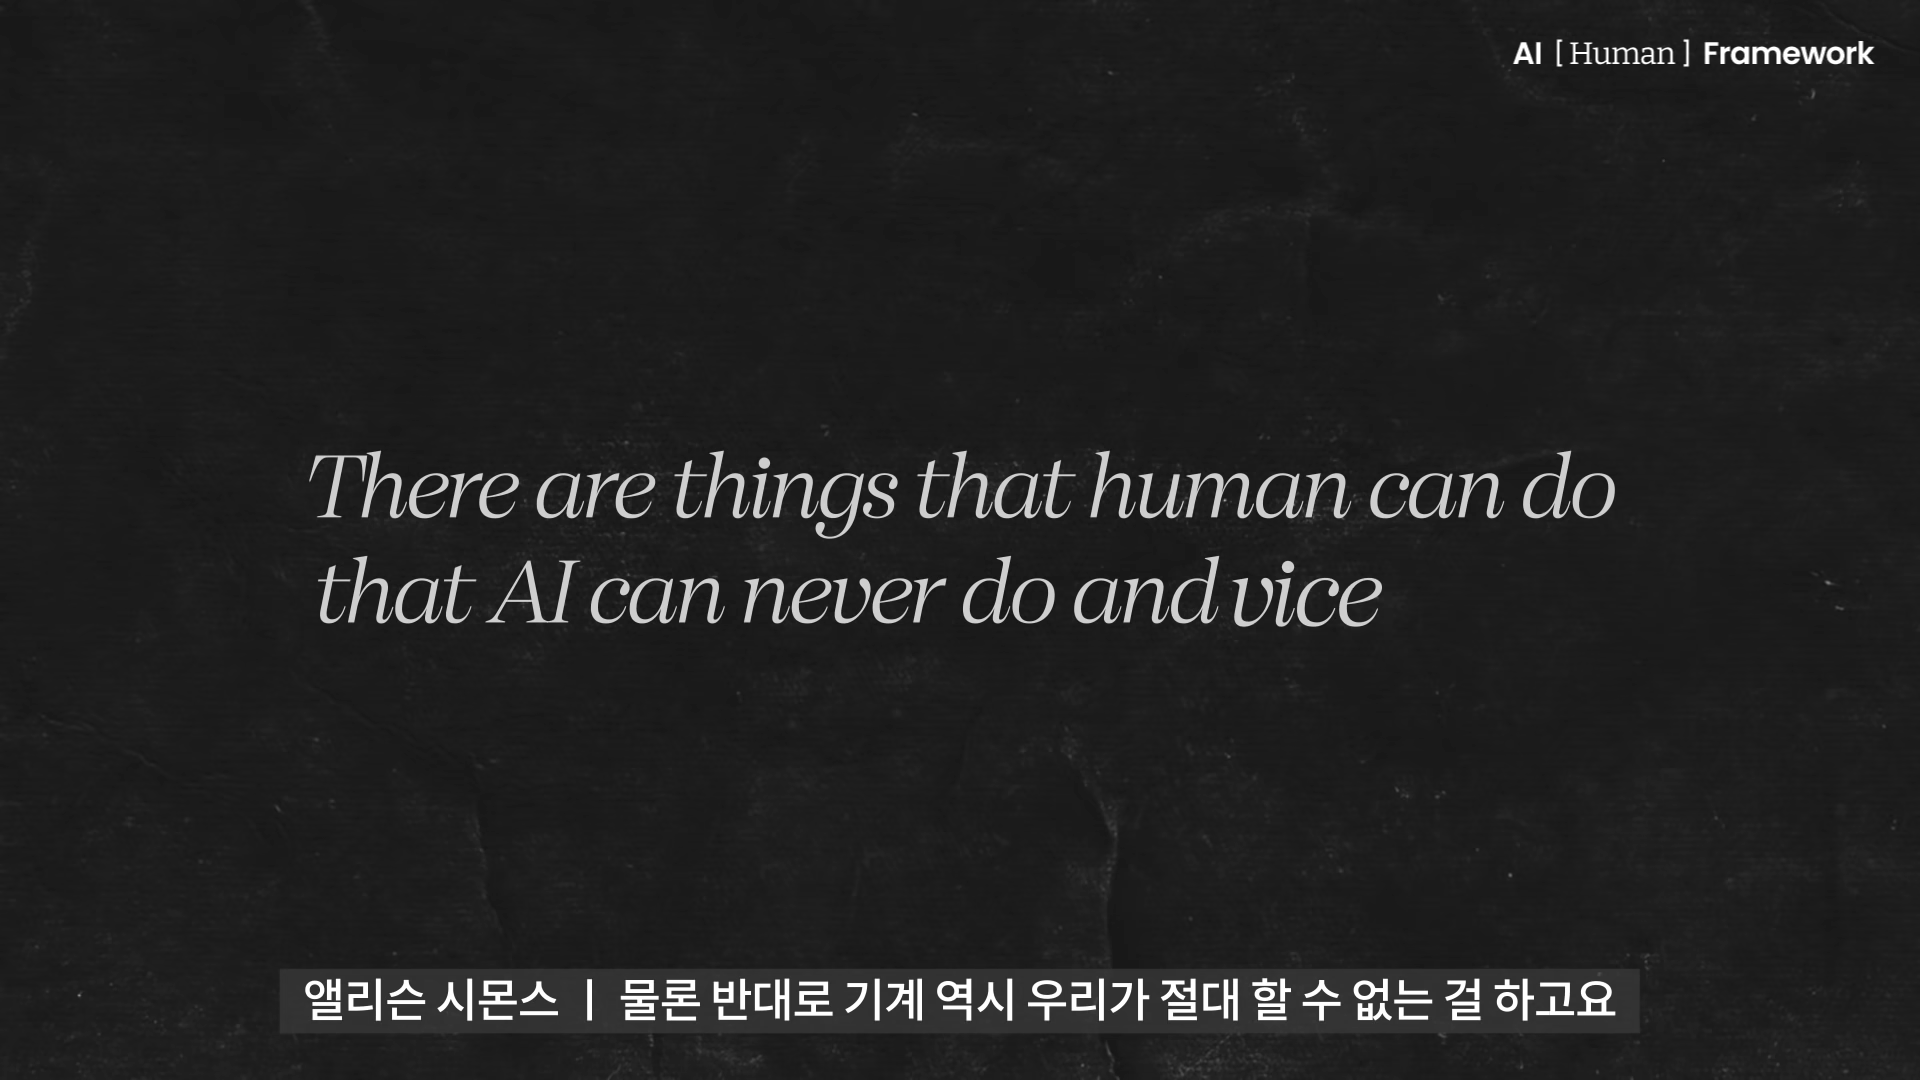 AI [ Human ] Framework
There are things that human can do
that AI can never do and vice
앨리슨 시몬스 ㅣ 물론 반대로 기계 역시 우리가 절대 할 수 없는 걸 하고요